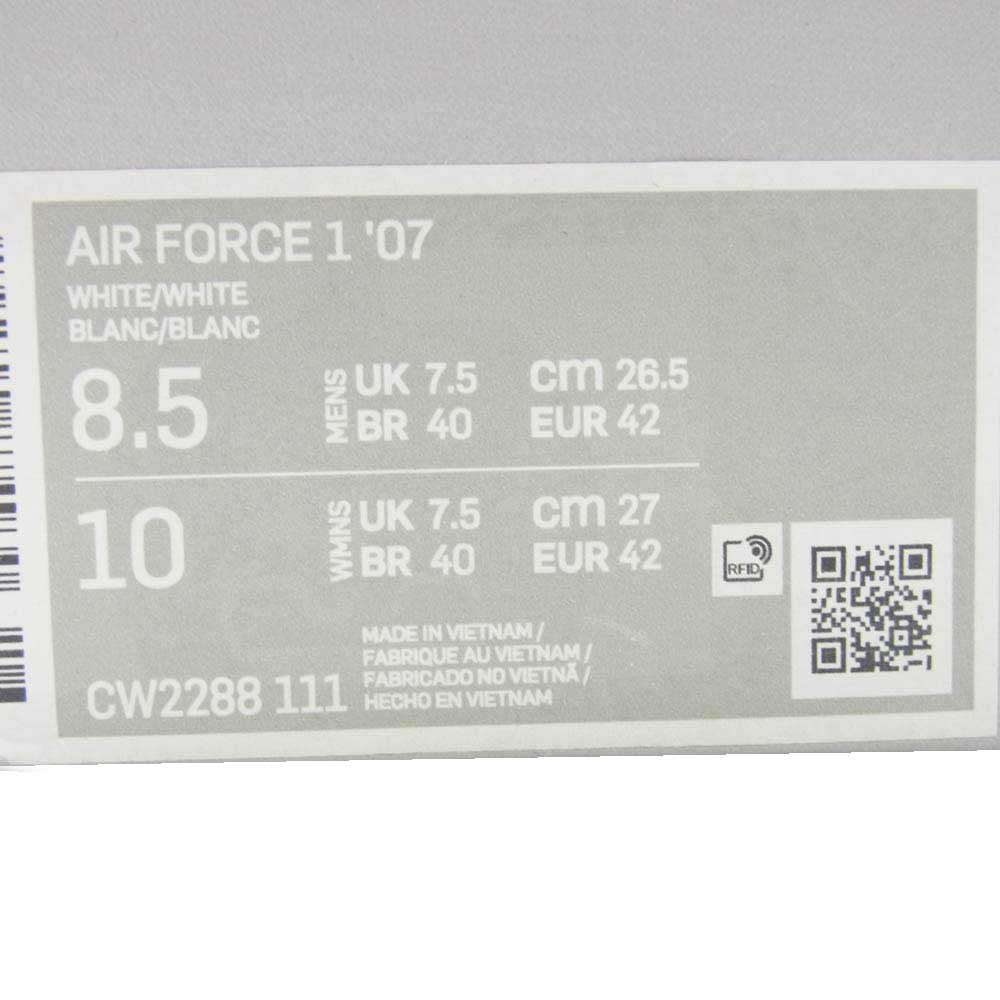 AIR FORCE 1 '07
WHITE/WHITE
BLANC/BLANC
8.5 MENS UK 7.5 cm 26.5
BR 40 EUR 42
10 WMNS UK 7.5 cm 27
BR 40 EUR 42
RFID
MADE IN VIETNAM /
FABRIQUE AU VIETNAM /
FABRICADO NO VIETNÃ /
HECHO EN VIETNAM
CW2288 111